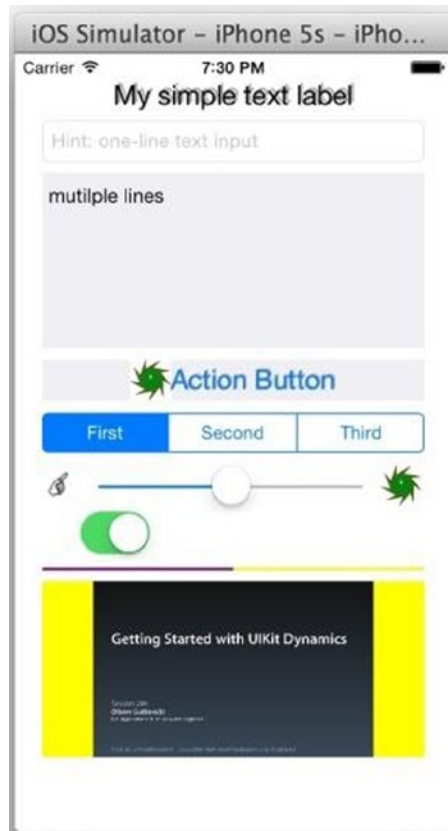 iOS Simulator – iPhone 5s – iPho...
Carrier 7:30 PM
My simple text label
Hint: one-line text input
mutilple lines
Action Button
First Second Third
Getting Started with UIKit Dynamics